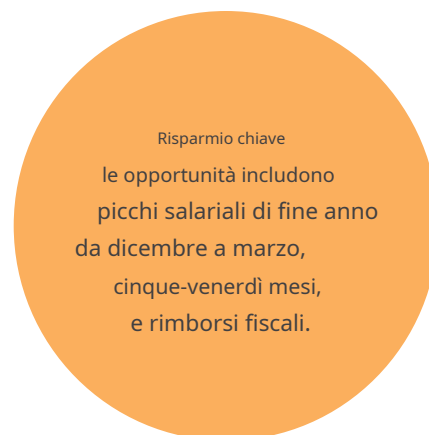 Risparmio chiave
le opportunità includono
picchi salariali di fine anno
da dicembre a marzo,
cinque-venerdì mesi,
e rimborsi fiscali.